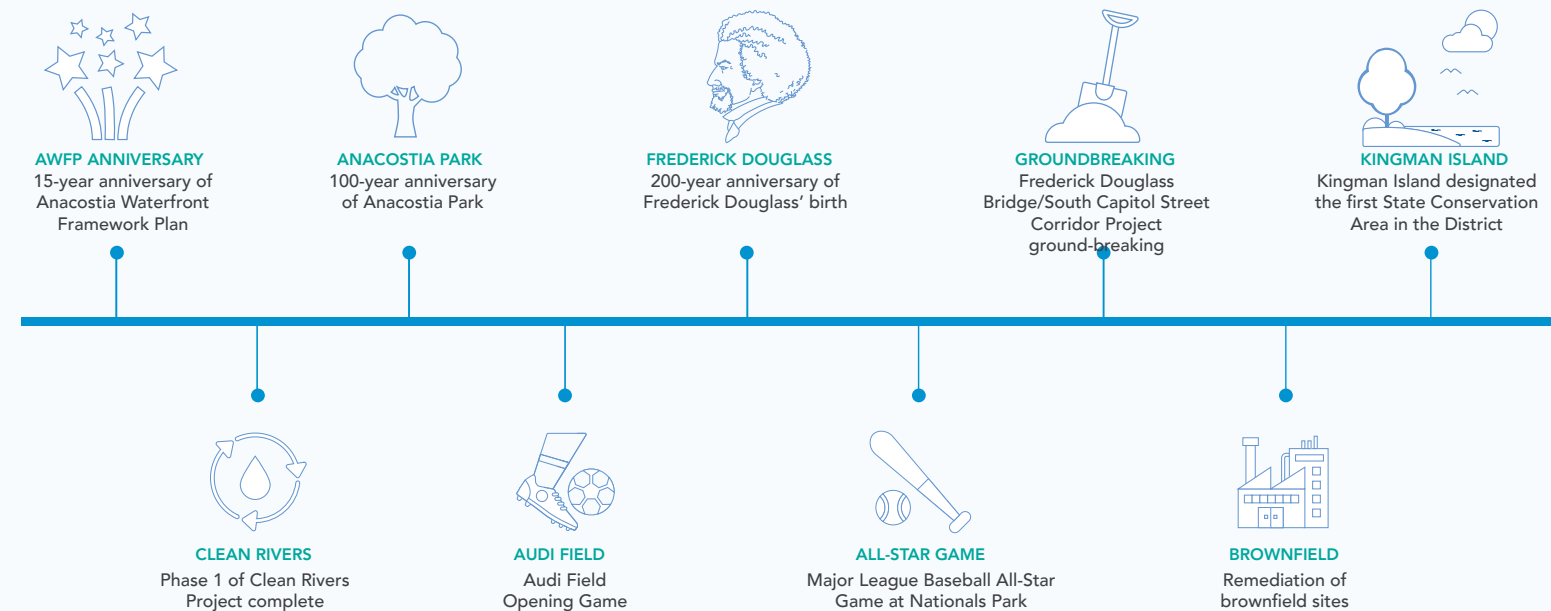 AWFP ANNIVERSARY
15-year anniversary of
Anacostia Waterfront
Framework Plan
ANACOSTIA PARK
100-year anniversary
of Anacostia Park
FREDERICK DOUGLASS
200-year anniversary of
Frederick Douglass’ birth
GROUNDBREAKING
Frederick Douglass
Bridge/South Capitol Street
Corridor Project
ground-breaking
KINGMAN ISLAND
Kingman Island designated
the first State Conservation
Area in the District
CLEAN RIVERS
Phase 1 of Clean Rivers
Project complete
AUDI FIELD
Audi Field
Opening Game
ALL-STAR GAME
Major League Baseball All-Star
Game at Nationals Park
BROWNFIELD
Remediation of
brownfield sites